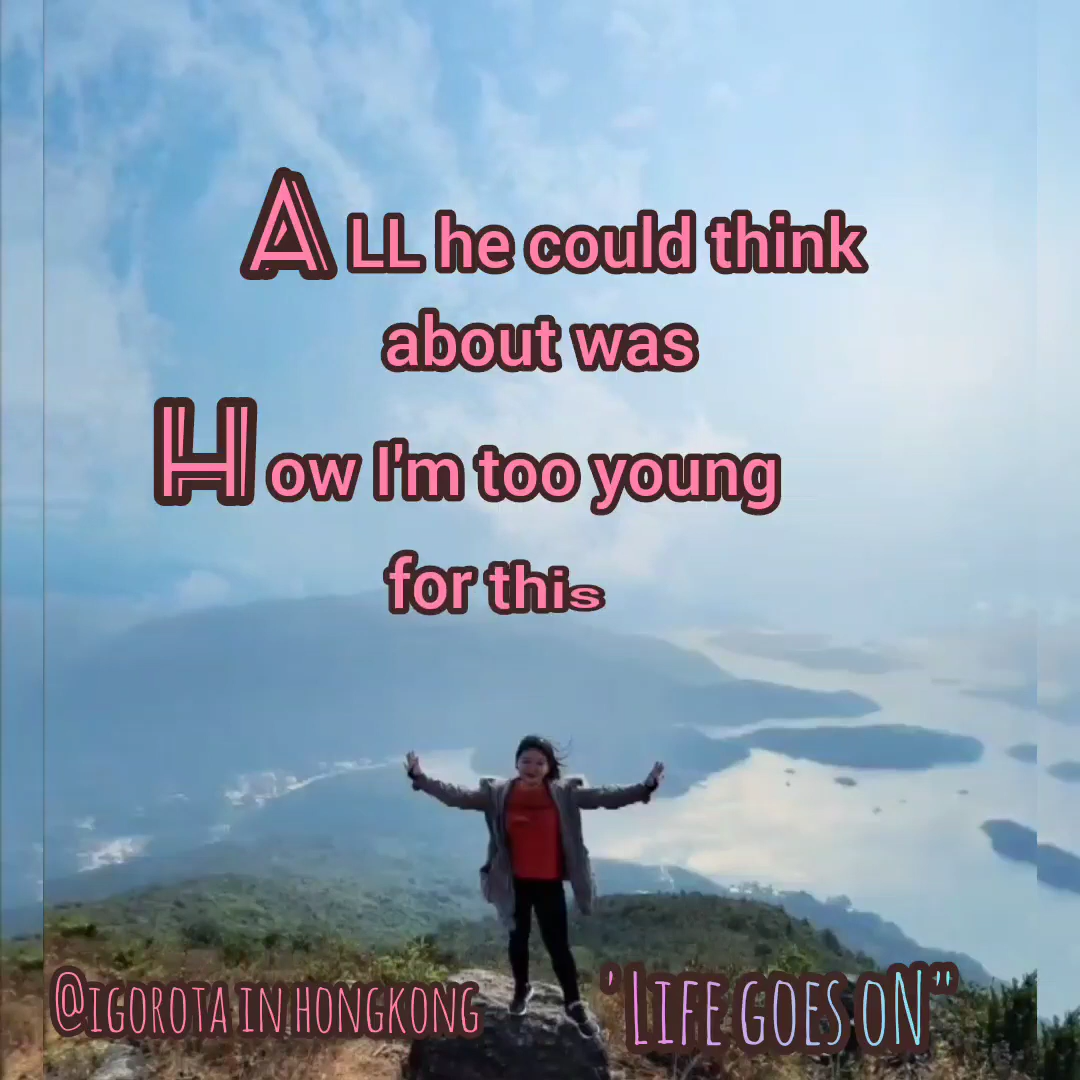 ALL he could think
about was
How I'm too young
for this
@IGOROTA IN HONGKONG
'LIFE GOES ON"